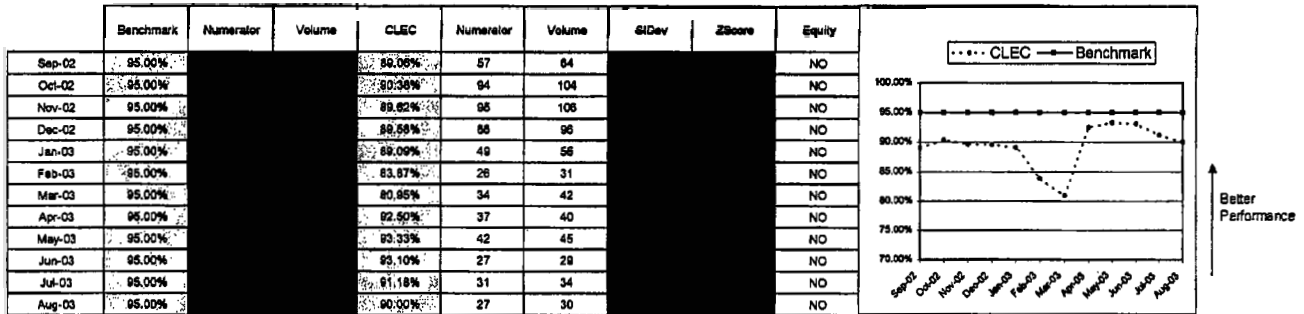 Benchmark Numerator Volume CLEC Numerator Volume StDev ZScore Equity
Sep-02 95.00% 89.06% 57 64 NO
Oct-02 95.00% 90.38% 94 104 NO
Nov-02 95.00% 89.62% 95 106 NO
Dec-02 95.00% 89.58% 86 96 NO
Jan-03 95.00% 89.09% 49 55 NO
Feb-03 95.00% 83.87% 26 31 NO
Mar-03 95.00% 80.95% 34 42 NO
Apr-03 95.00% 92.50% 37 40 NO
May-03 95.00% 93.33% 42 45 NO
Jun-03 95.00% 93.10% 27 29 NO
Jul-03 95.00% 91.18% 31 34 NO
Aug-03 95.00% 90.00% 27 30 NO
CLEC Benchmark
100.00%
95.00%
90.00%
85.00%
80.00%
75.00%
70.00%
Sep-02 Oct-02 Nov-02 Dec-02 Jan-03 Feb-03 Mar-03 Apr-03 May-03 Jun-03 Jul-03 Aug-03
Better
Performance